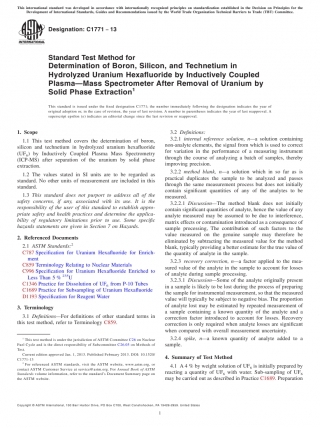 This international standard was developed in accordance with internationally recognized principles on standardization established in the Decision on Principles for the
Development of International Standards, Guides and Recommendations issued by the World Trade Organization Technical Barriers to Trade (TBT) Committee.
Designation: C1771 − 13
Standard Test Method for
Determination of Boron, Silicon, and Technetium in
Hydrolyzed Uranium Hexafluoride by Inductively Coupled
Plasma—Mass Spectrometer After Removal of Uranium by
Solid Phase Extraction1
This standard is issued under the fixed designation C1771; the number immediately following the designation indicates the year of
original adoption or, in the case of revision, the year of last revision. A number in parentheses indicates the year of last reapproval. A
superscript epsilon (ε) indicates an editorial change since the last revision or reapproval.
1. Scope
1.1 This test method covers the determination of boron,
silicon and technetium in hydrolyzed uranium hexafluoride
(UF6) by Inductively Coupled Plasma Mass Spectrometry
(ICP-MS) after separation of the uranium by solid phase
extraction.
1.2 The values stated in SI units are to be regarded as
standard. No other units of measurement are included in this
standard.
1.3 This standard does not purport to address all of the
safety concerns, if any, associated with its use. It is the
responsibility of the user of this standard to establish appro-
priate safety and health practices and determine the applica-
bility of regulatory limitations prior to use. Some specific
hazards statements are given in Section 7 on Hazards.
2. Referenced Documents
2.1 ASTM Standards:2
C787 Specification for Uranium Hexafluoride for Enrich-
ment
C859 Terminology Relating to Nuclear Materials
C996 Specification for Uranium Hexafluoride Enriched to
Less Than 5 % 235U
C1346 Practice for Dissolution of UF6 from P-10 Tubes
C1689 Practice for Subsampling of Uranium Hexafluoride
D1193 Specification for Reagent Water
3. Terminology
3.1 Definitions—For definitions of other standard terms in
this test method, refer to Terminology C859.
1 This test method is under the jurisdiction of ASTM Committee C26 on Nuclear
Fuel Cycle and is the direct responsibility of Subcommittee C26.05 on Methods of
Test.
Current edition approved Jan. 1, 2013. Published February 2013. DOI: 10.1520/
C1771-13
2 For referenced ASTM standards, visit the ASTM website, www.astm.org, or
contact ASTM Customer Service at service@astm.org. For Annual Book of ASTM
Standards volume information, refer to the standard's Document Summary page on
the ASTM website.
3.2 Definitions:
3.2.1 internal reference solution, n—a solution containing
non-analyte elements, the signal from which is used to correct
for variation in the performance of a measuring instrument
through the course of analyzing a batch of samples, thereby
improving precision.
3.2.2 method blank, n—a solution which in so far as is
practical duplicates the sample to be analyzed and passes
through the same measurement process but does not initially
contain significant quantities of any of the analytes to be
measured.
3.2.2.1 Discussion—The method blank does not initially
contain significant quantities of analyte, hence the value of any
analyte measured may be assumed to be due to interference,
matrix effects or contamination introduced as a consequence of
sample processing. The contribution of such factors to the
value measured on the genuine sample may therefore be
eliminated by subtracting the measured value for the method
blank, typically providing a better estimate for the true value of
the quantity of analyte in the sample.
3.2.3 recovery correction, n—a factor applied to the mea-
sured value of the analyte in the sample to account for losses
of analyte during sample processing.
3.2.3.1 Discussion—Some of the analyte originally present
in a sample is likely to be lost during the process of preparing
the sample for instrumental measurement, so that the measured
value will typically be subject to negative bias. The proportion
of analyte lost may be estimated by repeated measurement of
a sample containing a known quantity of the analyte and a
correction factor introduced to account for losses. Recovery
correction is only required when analyte losses are significant
when compared with overall measurement uncertainty.
3.2.4 spike, n—a known quantity of analyte added to a
sample.
4. Summary of Test Method
4.1 A 4 % by weight solution of UF6 is initially prepared by
reacting a quantity of UF6 with water. Sub-sampling of UF6
may be carried out as described in Practice C1689. Preparation
Copyright © ASTM International, 100 Barr Harbor Drive, PO Box C700, West Conshohocken, PA 19428-2959. United States
1